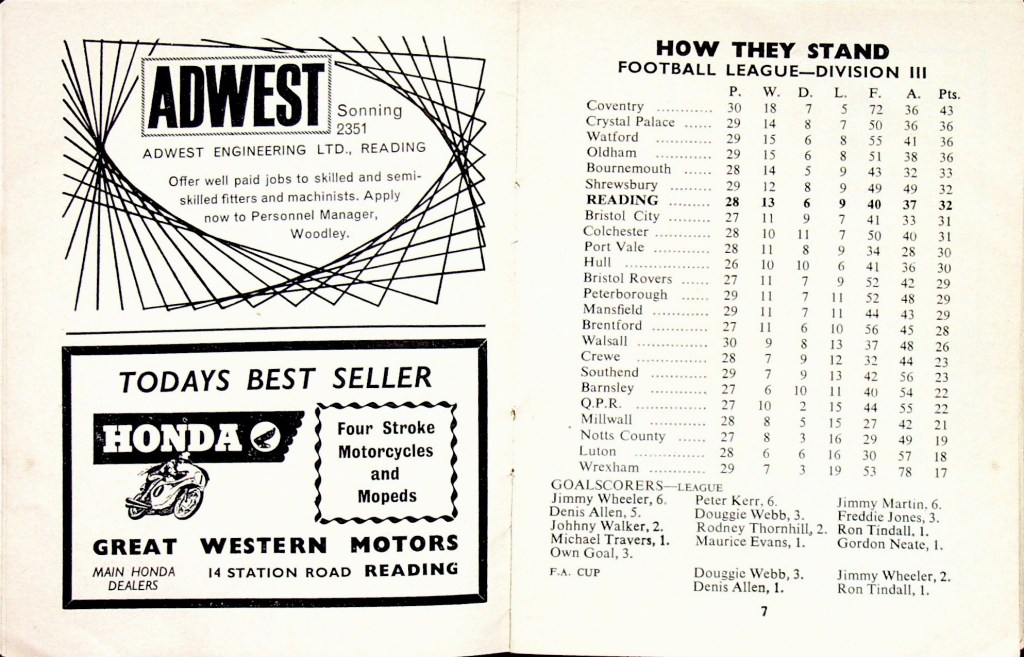 ADWEST
Sonning
2351
ADWEST ENGINEERING LTD., READING
Offer well paid jobs to skilled and semi-
skilled fitters and machinists. Apply
now to Personnel Manager,
Woodley.
TODAYS BEST SELLER
HONDA
Four Stroke
Motorcycles
and
Mopeds
GREAT WESTERN MOTORS
MAIN HONDA
DEALERS
14 STATION ROAD READING
HOW THEY STAND
FOOTBALL LEAGUE—DIVISION III
P. W. D. L. F. A. Pts.
Coventry ............ 30 18 7 5 72 36 43
Crystal Palace ...... 29 14 8 7 50 36 36
Watford ............ 29 15 6 8 55 41 36
Oldham ............ 29 15 6 8 51 38 36
Bournemouth ...... 28 14 5 9 43 32 33
Shrewsbury ......... 29 12 8 9 49 49 32
READING ......... 28 13 6 9 40 37 32
Bristol City ......... 27 11 9 7 41 33 31
Colchester ......... 28 10 11 7 50 40 31
Port Vale ............ 28 11 8 9 34 28 30
Hull .................. 26 10 10 6 41 36 30
Bristol Rovers ...... 27 11 7 9 52 42 29
Peterborough ...... 29 11 7 11 52 48 29
Mansfield ............ 29 11 7 11 44 43 29
Brentford ............ 27 11 6 10 56 45 28
Walsall ............ 30 9 8 13 37 48 26
Crewe ............... 28 7 9 12 32 44 23
Southend ............ 29 7 9 13 42 56 23
Barnsley ............ 27 6 10 11 40 54 22
Q.P.R. ............... 27 10 2 15 44 55 22
Millwall ............ 28 8 5 15 27 42 21
Notts County ...... 27 8 3 16 29 49 19
Luton ............... 28 6 6 16 30 57 18
Wrexham ............ 29 7 3 19 53 78 17
GOALSCORERS—LEAGUE
Jimmy Wheeler, 6. Peter Kerr, 6. Jimmy Martin, 6.
Denis Allen, 5. Douggie Webb, 3. Freddie Jones, 3.
Johhny Walker, 2. Rodney Thornhill, 2. Ron Tindall, 1.
Michael Travers, 1. Maurice Evans, 1. Gordon Neate, 1.
Own Goal, 3.
F.A. CUP Douggie Webb, 3. Jimmy Wheeler, 2.
Denis Allen, 1. Ron Tindall, 1.
7